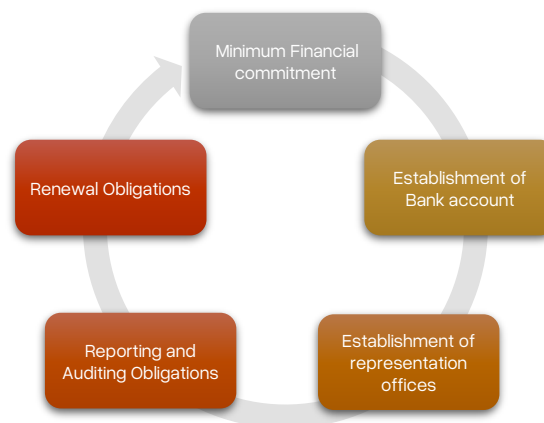 Minimum Financial
commitment
Establishment of
Bank account
Establishment of
representation
offices
Reporting and
Auditing Obligations
Renewal Obligations